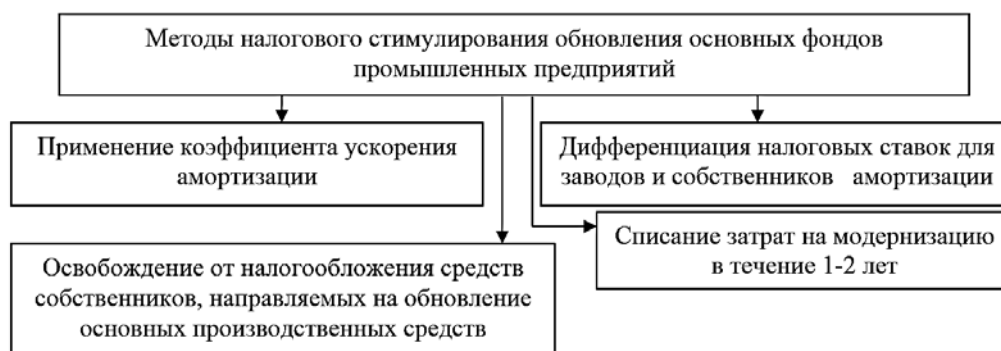 Методы налогового стимулирования обновления основных фондов
промышленных предприятий
Применение коэффициента ускорения
амортизации
Дифференциация налоговых ставок для
заводов и собственников амортизации
Списание затрат на модернизацию
в течение 1-2 лет
Освобождение от налогообложения средств
собственников, направляемых на обновление
основных производственных средств